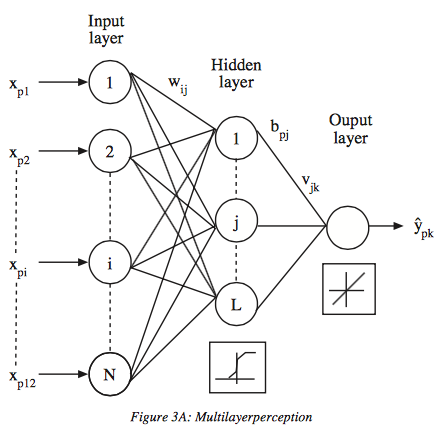 Input
layer
Hidden
layer
Ouput
layer
x_p1
1
w_ij
x_p2
2
1
b_pj
v_jk
x_pi
i
j
ŷ_pk
L
x_p12
N
Figure 3A: Multilayerperception